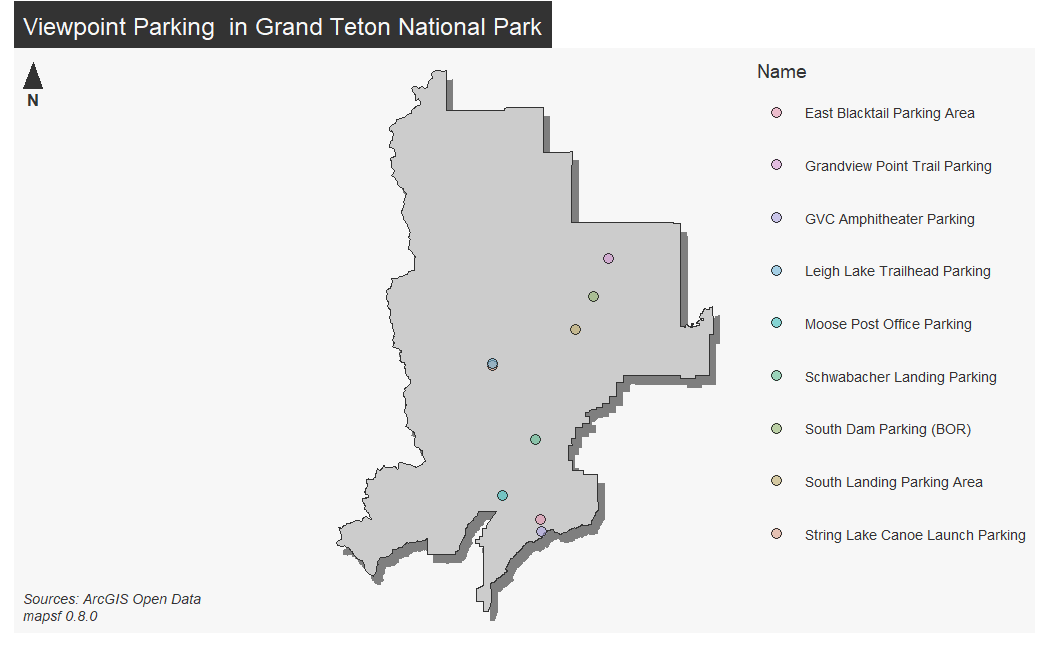 Viewpoint Parking  in Grand Teton National Park
N
Name
East Blacktail Parking Area
Grandview Point Trail Parking
GVC Amphitheater Parking
Leigh Lake Trailhead Parking
Moose Post Office Parking
Schwabacher Landing Parking
South Dam Parking (BOR)
South Landing Parking Area
String Lake Canoe Launch Parking
Sources: ArcGIS Open Data
mapsf 0.8.0